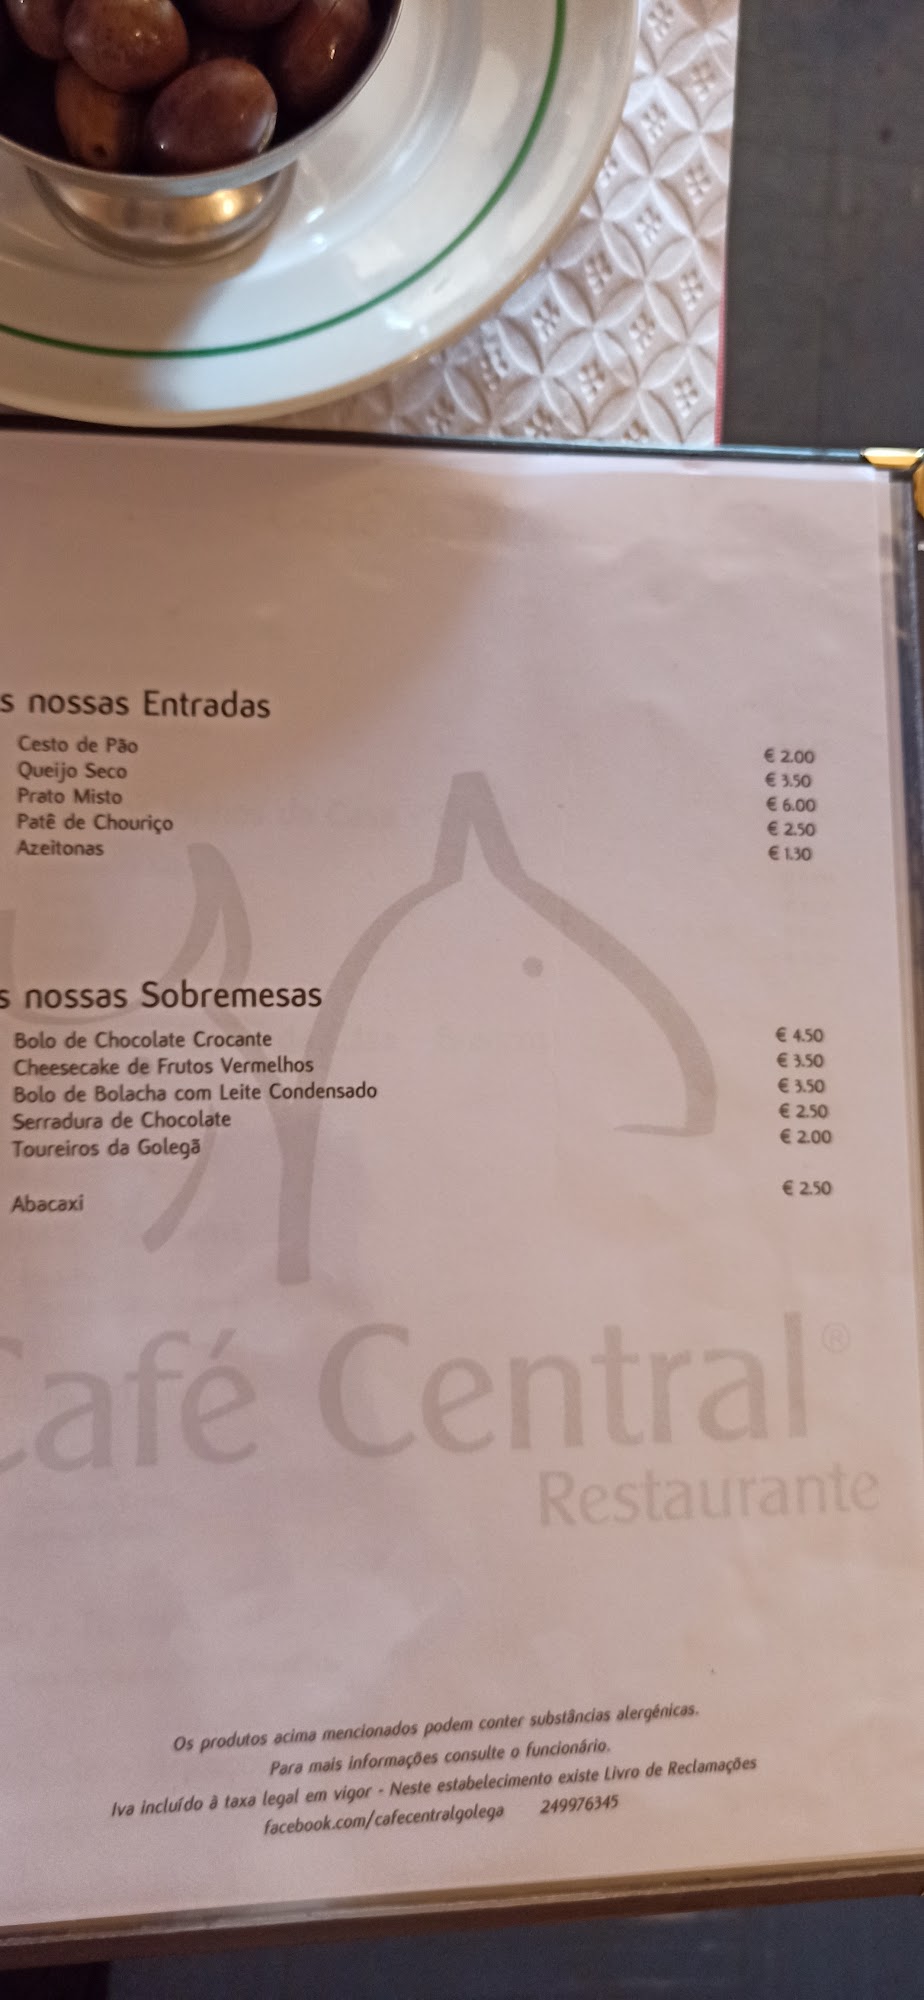 s nossas Entradas
Cesto de Pão € 2.00
Queijo Seco € 3.50
Prato Misto € 6.00
Patê de Chouriço € 2.50
Azeitonas € 1.30
s nossas Sobremesas
Bolo de Chocolate Crocante € 4.50
Cheesecake de Frutos Vermelhos € 3.50
Bolo de Bolacha com Leite Condensado € 3.50
Serradura de Chocolate € 2.50
Toureiros da Golegã € 2.00
Abacaxi € 2.50
Café Central®
Restaurante
Os produtos acima mencionados podem conter substâncias alergênicas.
Para mais informações consulte o funcionário.
Iva incluído à taxa legal em vigor - Neste estabelecimento existe Livro de Reclamações
facebook.com/cafecentralgolega 249976345